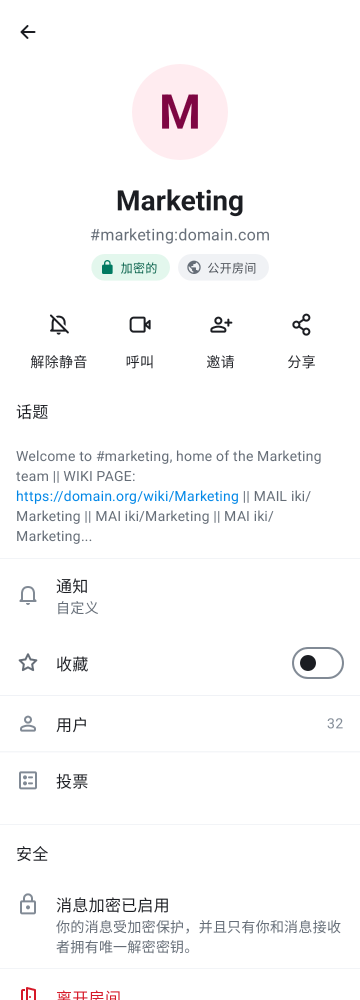 M
Marketing
#marketing:domain.com
加密的 公开房间
解除静音 呼叫 邀请 分享
话题
Welcome to #marketing, home of the Marketing
team || WIKI PAGE:
https://domain.org/wiki/Marketing || MAIL iki/
Marketing || MAI iki/Marketing || MAI iki/
Marketing...
通知
自定义
收藏
用户 32
投票
安全
消息加密已启用
你的消息受加密保护，并且只有你和消息接收
者拥有唯一解密密钥。
离开房间